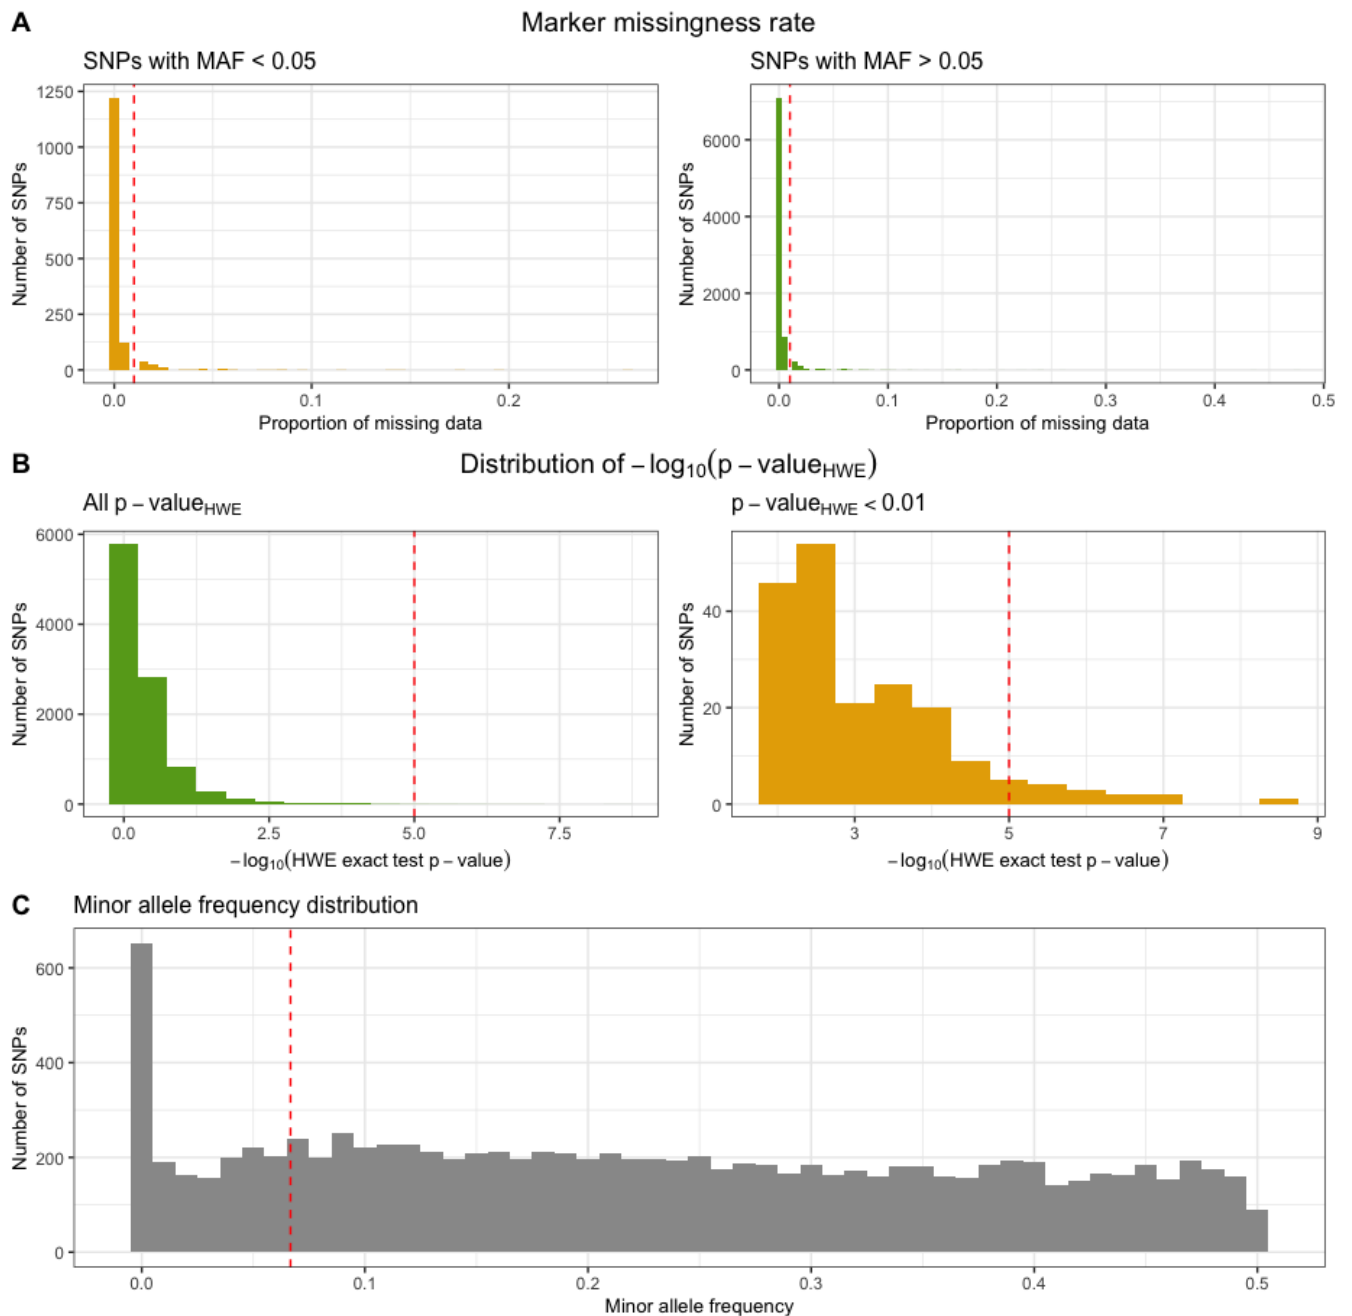 A
Marker missingness rate
SNPs with MAF < 0.05
SNPs with MAF > 0.05
Number of SNPs
1250
1000
750
500
250
0
0.0 0.1 0.2
Proportion of missing data
Number of SNPs
6000
4000
2000
0
0.0 0.1 0.2 0.3 0.4 0.5
Proportion of missing data
B
Distribution of −log₁₀(p − value_HWE)
All p − value_HWE
p − value_HWE < 0.01
Number of SNPs
6000
4000
2000
0
0.0 2.5 5.0 7.5
−log₁₀(HWE exact test p − value)
Number of SNPs
40
20
0
3 5 7 9
−log₁₀(HWE exact test p − value)
C
Minor allele frequency distribution
Number of SNPs
600
400
200
0
0.0 0.1 0.2 0.3 0.4 0.5
Minor allele frequency